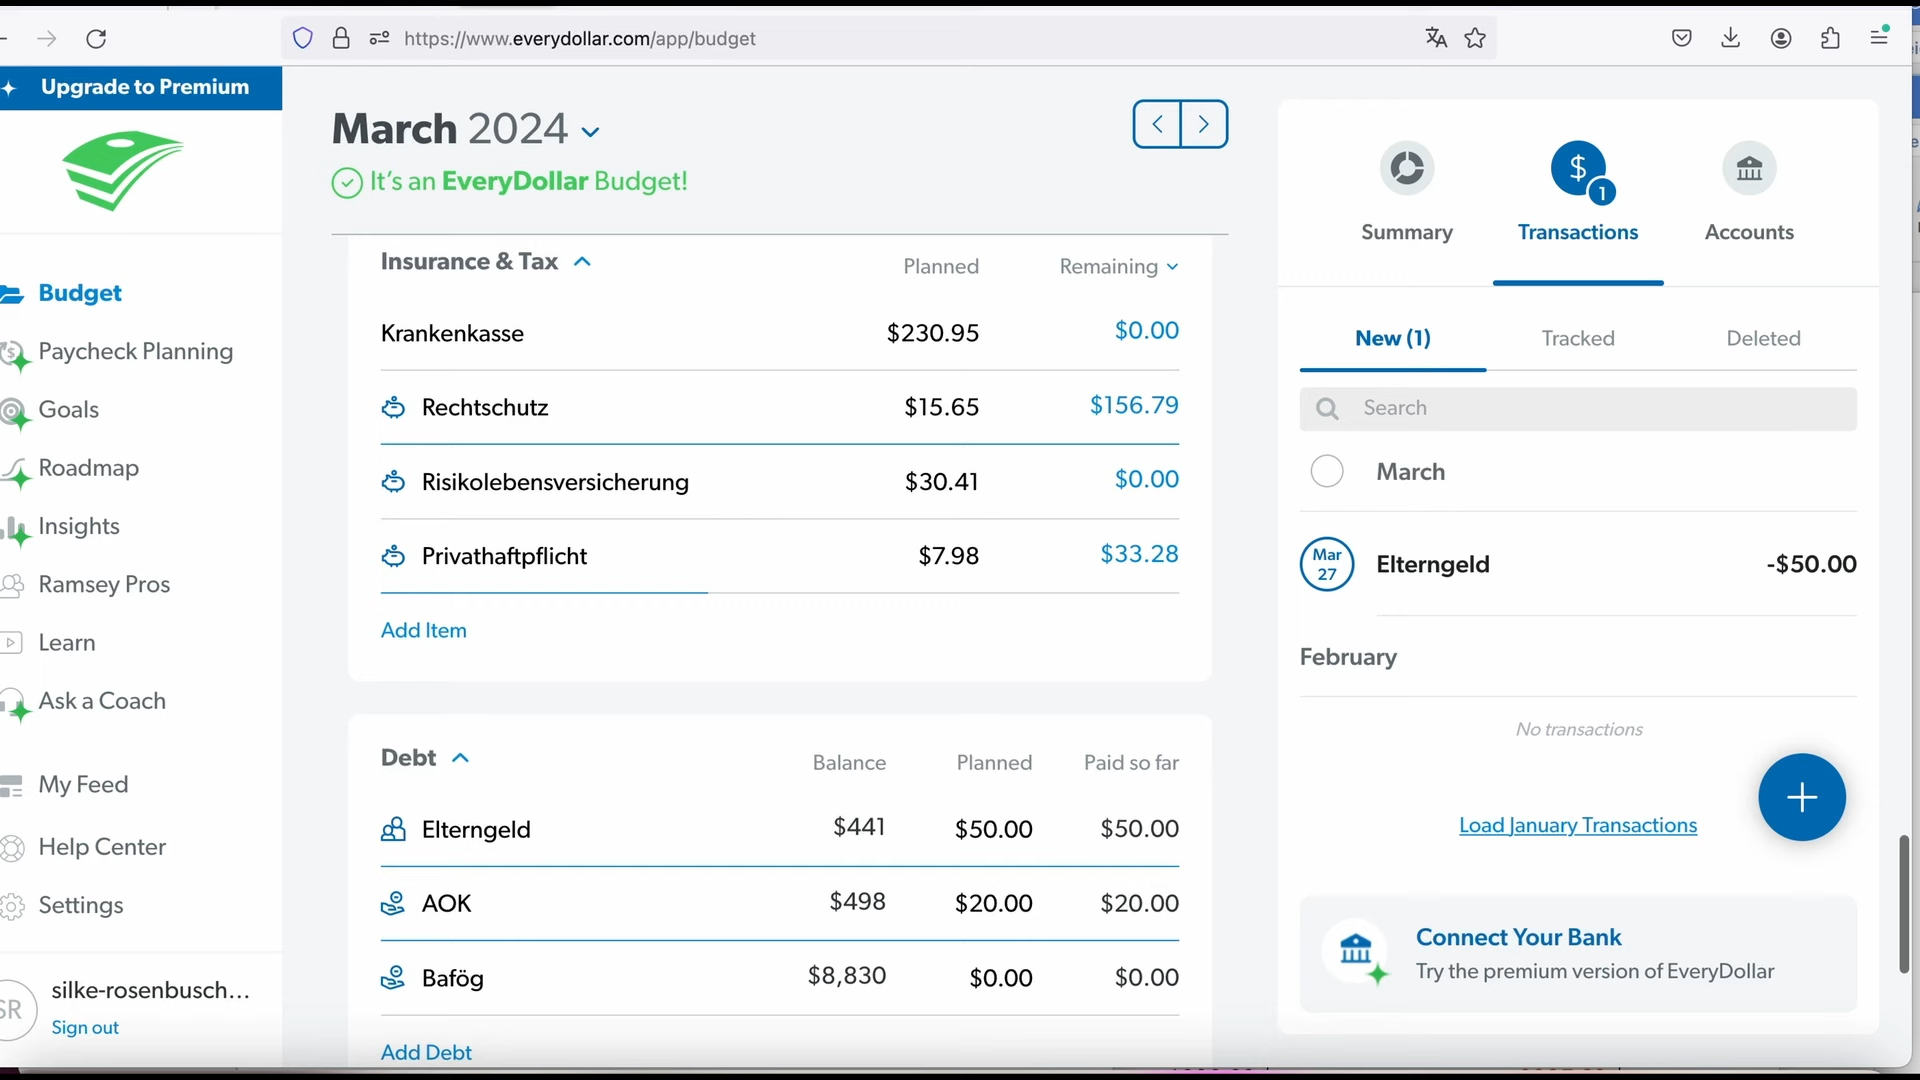 https://www.everydollar.com/app/budget
Upgrade to Premium
Budget
Paycheck Planning
Goals
Roadmap
Insights
Ramsey Pros
Learn
Ask a Coach
My Feed
Help Center
Settings
SR
silke-rosenbusch...
Sign out
March 2024
It's an EveryDollar Budget!
Insurance & Tax Planned Remaining
Krankenkasse $230.95 $0.00
Rechtschutz $15.65 $156.79
Risikolebensversicherung $30.41 $0.00
Privathaftpflicht $7.98 $33.28
Add Item
Debt Balance Planned Paid so far
Elterngeld $441 $50.00 $50.00
AOK $498 $20.00 $20.00
Bafög $8,830 $0.00 $0.00
Add Debt
$ 1
Summary Transactions Accounts
New (1) Tracked Deleted
Search
March
Mar
27
Elterngeld -$50.00
February
No transactions
Load January Transactions
Connect Your Bank
Try the premium version of EveryDollar